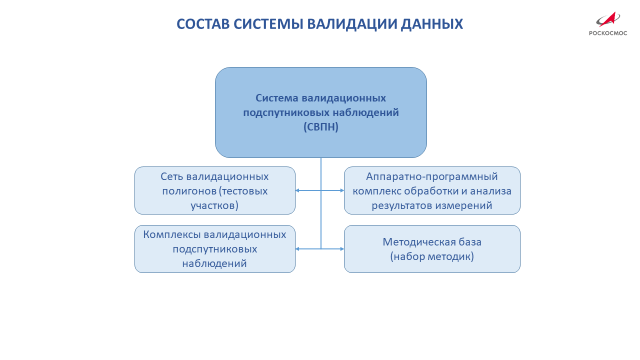 СОСТАВ СИСТЕМЫ ВАЛИДАЦИИ ДАННЫХ
РОСКОСМОС
Система валидационных
подспутниковых наблюдений
(СВПН)
Сеть валидационных
полигонов (тестовых
участков)
Аппаратно-программный
комплекс обработки и анализа
результатов измерений
Комплексы валидационных
подспутниковых
наблюдений
Методическая база
(набор методик)